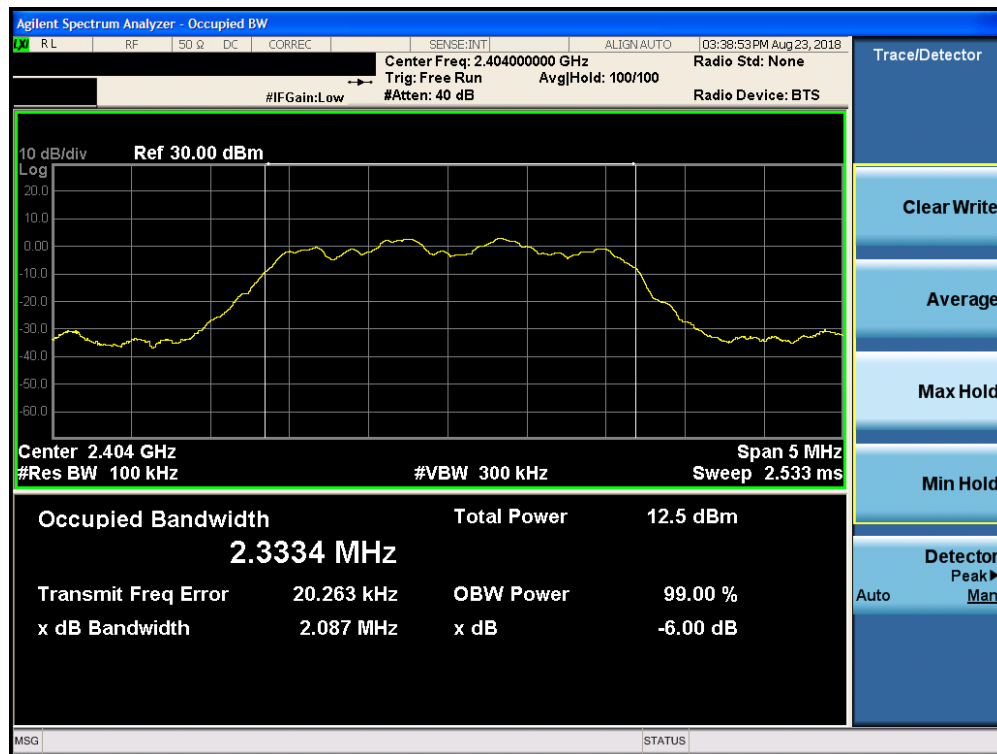 Agilent Spectrum Analyzer - Occupied BW
LXI RL RF 50 Ω DC CORREC SENSE:INT ALIGNAUTO 03:38:53 PM Aug 23, 2018
Center Freq: 2.404000000 GHz Radio Std: None
Trig: Free Run Avg|Hold: 100/100
#IFGain:Low #Atten: 40 dB Radio Device: BTS
10 dB/div Ref 30.00 dBm
Log
20.0
10.0
0.00
-10.0
-20.0
-30.0
-40.0
-50.0
-60.0
Center 2.404 GHz Span 5 MHz
#Res BW 100 kHz #VBW 300 kHz Sweep 2.533 ms
Occupied Bandwidth Total Power 12.5 dBm
2.3334 MHz
Transmit Freq Error 20.263 kHz OBW Power 99.00 %
x dB Bandwidth 2.087 MHz x dB -6.00 dB
MSG STATUS
Trace/Detector
Clear Write
Average
Max Hold
Min Hold
Detector
Peak▶
Auto Man